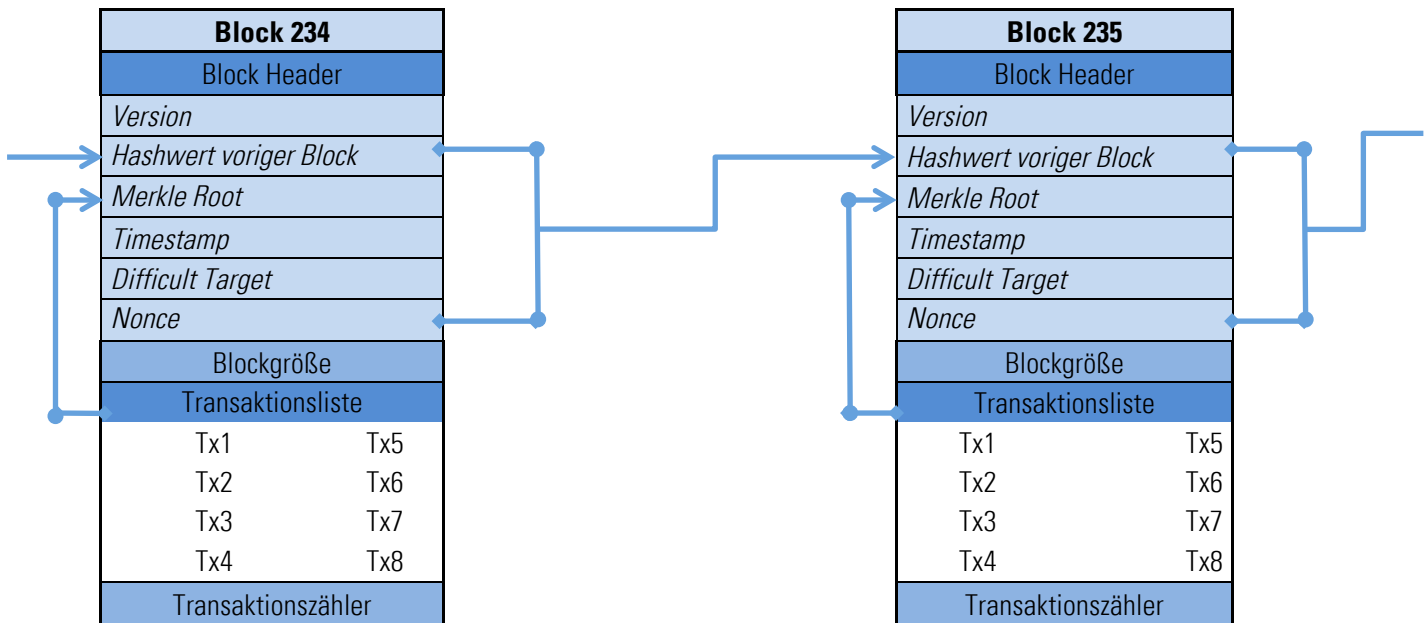 Block 234
Block Header
Version
Hashwert voriger Block
Merkle Root
Timestamp
Difficult Target
Nonce
Blockgröße
Transaktionsliste
Tx1 Tx5
Tx2 Tx6
Tx3 Tx7
Tx4 Tx8
Transaktionszähler
Block 235
Block Header
Version
Hashwert voriger Block
Merkle Root
Timestamp
Difficult Target
Nonce
Blockgröße
Transaktionsliste
Tx1 Tx5
Tx2 Tx6
Tx3 Tx7
Tx4 Tx8
Transaktionszähler